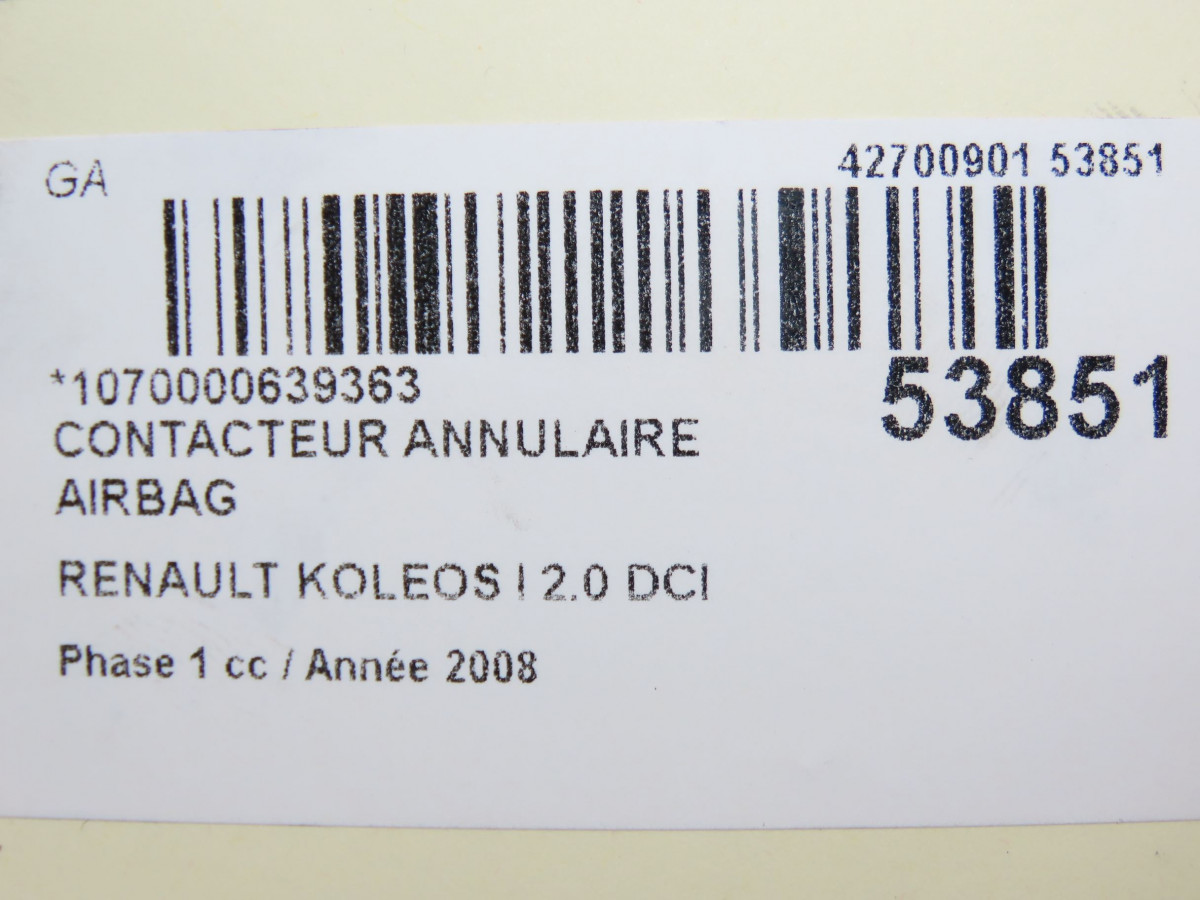 GA
42700901 53851
*1070000639363
53851
CONTACTEUR ANNULAIRE
AIRBAG
RENAULT KOLEOS I 2.0 DCI
Phase 1 cc / Année 2008